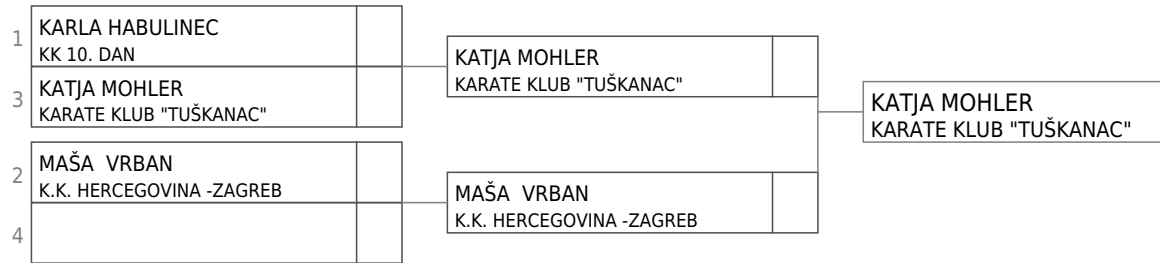 1
KARLA HABULINEC
KK 10. DAN
3
KATJA MOHLER
KARATE KLUB "TUŠKANAC"
2
MAŠA  VRBAN
K.K. HERCEGOVINA -ZAGREB
4
KATJA MOHLER
KARATE KLUB "TUŠKANAC"
MAŠA  VRBAN
K.K. HERCEGOVINA -ZAGREB
KATJA MOHLER
KARATE KLUB "TUŠKANAC"